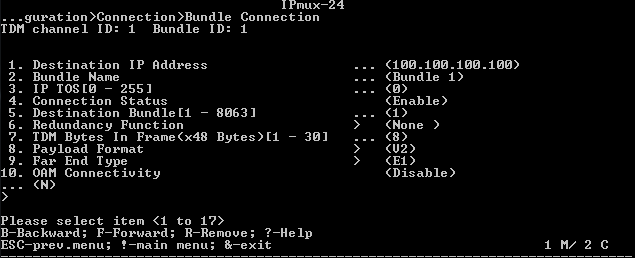 IPmux-24
...guration>Connection>Bundle Connection
TDM channel ID: 1  Bundle ID: 1
1. Destination IP Address ... (100.100.100.100)
2. Bundle Name ... (Bundle 1)
3. IP TOS[0 - 255] ... (0)
4. Connection Status (Enable)
5. Destination Bundle[1 - 8063] ... (1)
6. Redundancy Function > (None )
7. TDM Bytes In Frame(x48 Bytes)[1 - 30] ... (8)
8. Payload Format > (V2)
9. Far End Type > (E1)
10. OAM Connectivity (Disable)
... (N)
>
Please select item <1 to 17>
B-Backward; F-Forward; R-Remove; ?-Help
ESC-prev.menu; !-main menu; &-exit 1 M/ 2 C